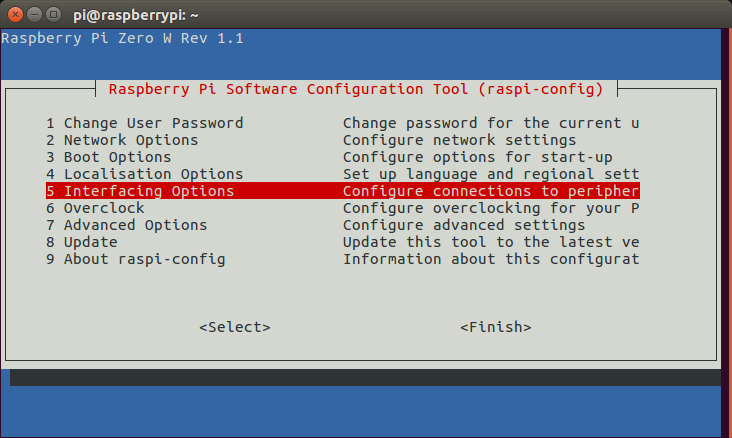 pi@raspberrypi: ~
Raspberry Pi Zero W Rev 1.1
Raspberry Pi Software Configuration Tool (raspi-config)
1 Change User Password Change password for the current u
2 Network Options Configure network settings
3 Boot Options Configure options for start-up
4 Localisation Options Set up language and regional sett
5 Interfacing Options Configure connections to peripher
6 Overclock Configure overclocking for your P
7 Advanced Options Configure advanced settings
8 Update Update this tool to the latest ve
9 About raspi-config Information about this configurat
<Select> <Finish>